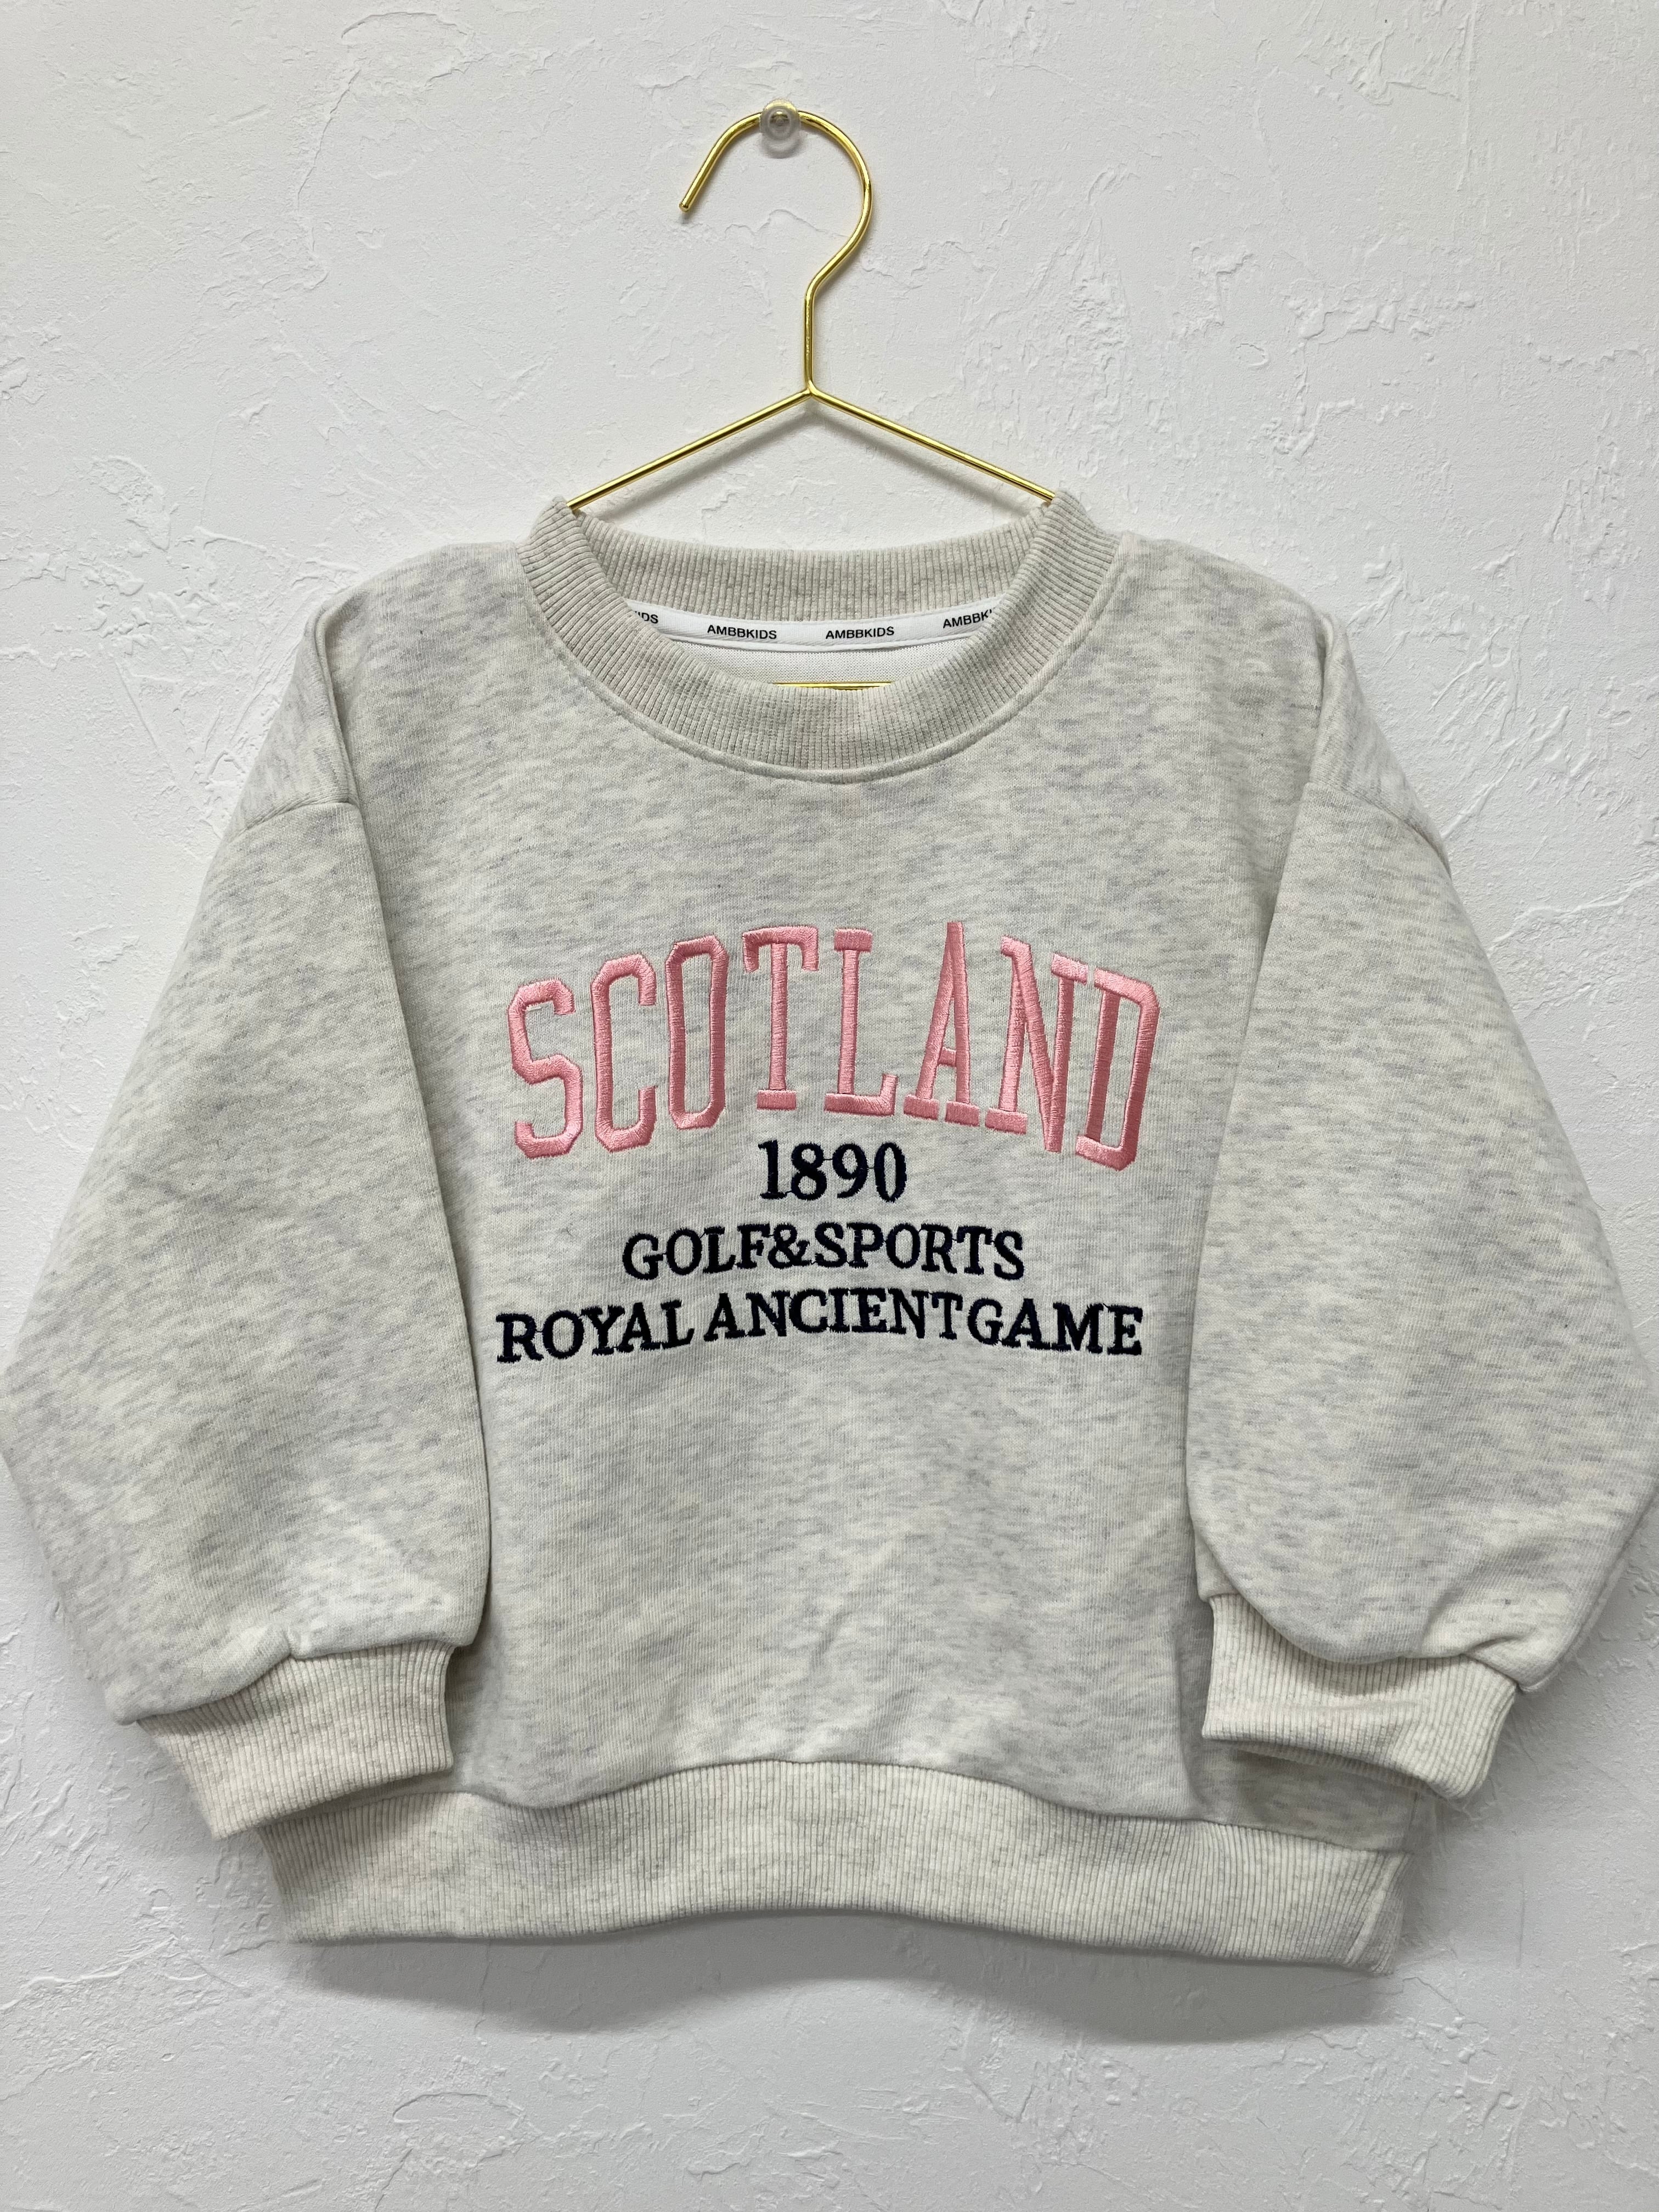 AMBBKIDS AMBBKIDS
SCOTLAND
1890
GOLF&SPORTS
ROYAL ANCIENT GAME